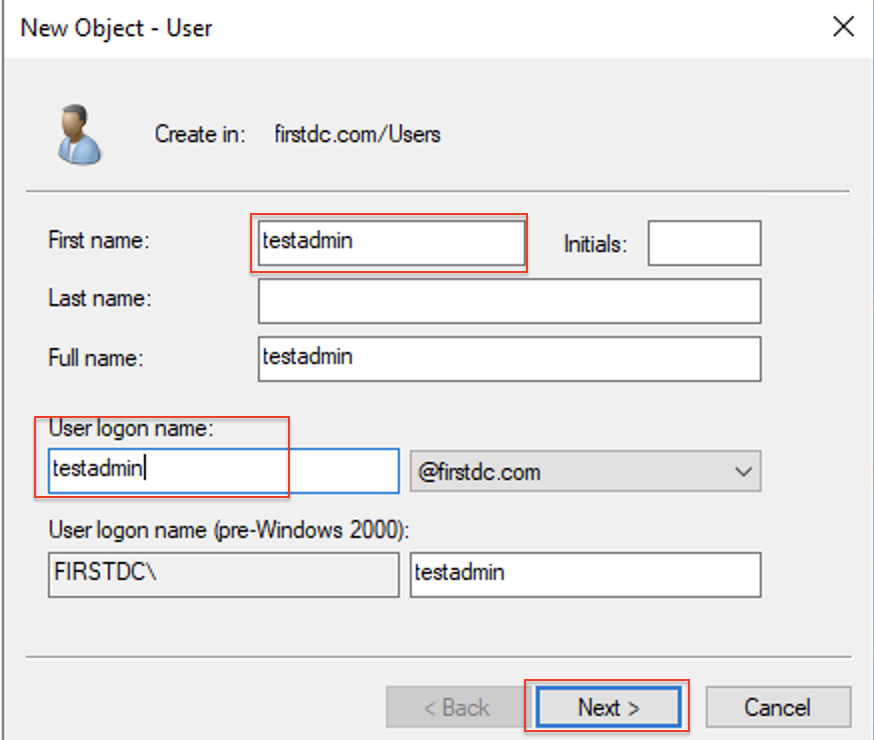 New Object - User
Create in: firstdc.com/Users
First name: testadmin Initials:
Last name:
Full name: testadmin
User logon name:
testadmin @firstdc.com
User logon name (pre-Windows 2000):
FIRSTDC\ testadmin
< Back Next > Cancel